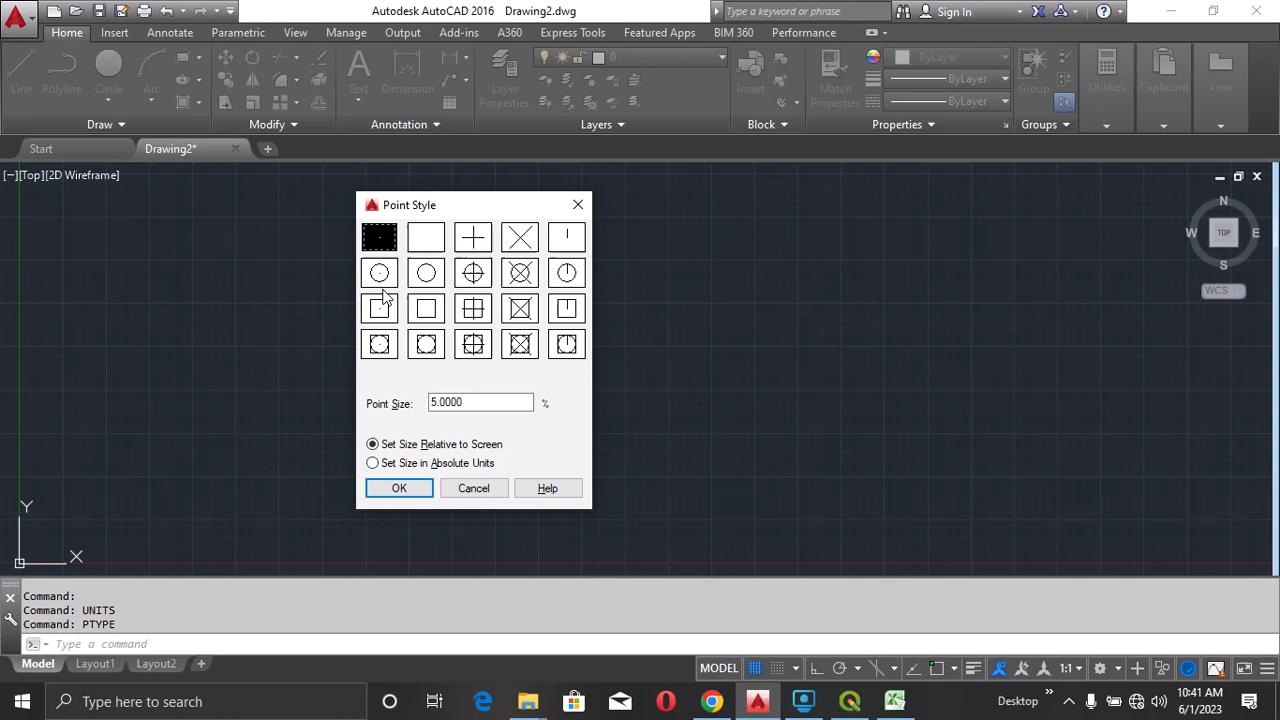 Autodesk AutoCAD 2016 Drawing2.dwg
Type a keyword or phrase
Sign In
Home Insert Annotate Parametric View Manage Output Add-ins A360 Express Tools Featured Apps BIM 360 Performance
Line Polyline Circle Arc
Text Dimension
Layer Properties
0
Insert
Match Properties
ByLayer
ByLayer
ByLayer
Group
Utilities
Clipboard
View
Draw Modify Annotation Layers Block Properties Groups
Start Drawing2*
[−][Top][2D Wireframe]
N
W TOP E
S
WCS
Point Style
Point Size: 5.0000 %
Set Size Relative to Screen
Set Size in Absolute Units
OK Cancel Help
Y
X
Command:
Command: UNITS
Command: PTYPE
Type a command
Model Layout1 Layout2 +
MODEL 1:1
Type here to search
Desktop
10:41 AM
6/1/2023